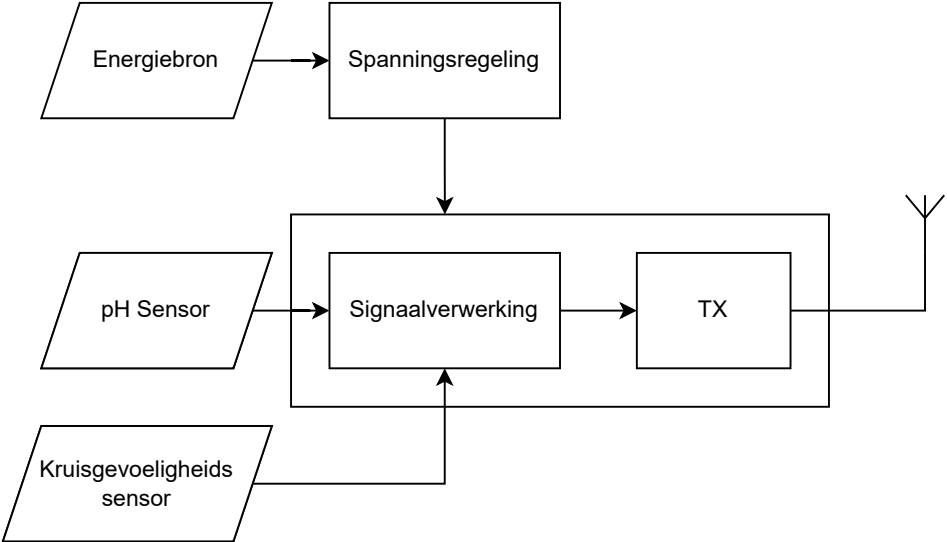 Energiebron
Spanningsregeling
pH Sensor
Signaalverwerking
TX
Kruisgevoeligheids
sensor